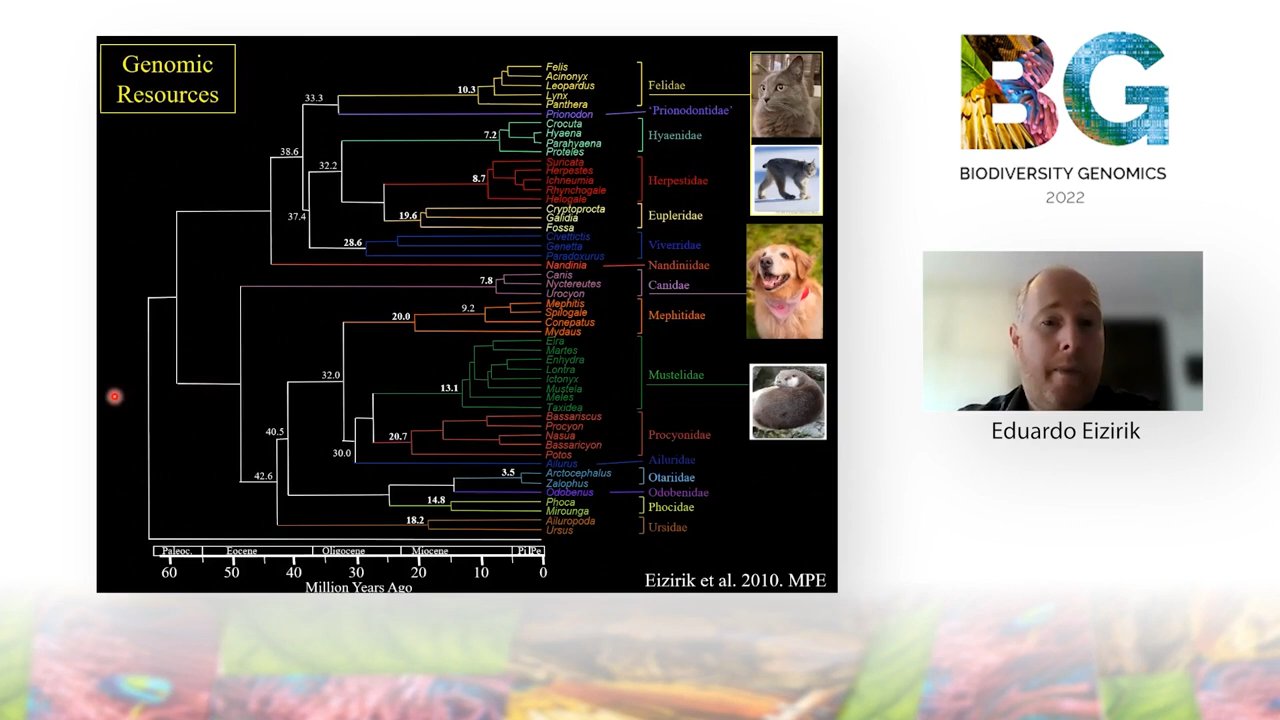 Genomic
Resources
Felis
Acinyonyx
Leopardus
Lynx
Panthera
Prionodon
Crocuta
Hyaena
Parahyaena
Proteles
Suricata
Herpestes
Ichneumia
Rhynchogale
Helogale
Cryptoprocta
Galidia
Fossa
Civettictis
Genetta
Paradoxurus
Nandinia
Canis
Nyctereutes
Urocyon
Mephitis
Spilogale
Conepatus
Mydaus
Eira
Martes
Enhydra
Lontra
Ictonyx
Mustela
Meles
Taxidea
Bassariscus
Procyon
Nasua
Bassaricyon
Potos
Ailurus
Arctocephalus
Zalophus
Odobenus
Phoca
Mirounga
Ailuropoda
Ursus
Felidae
‘Prionodontidae’
Hyaenidae
Herpestidae
Eupleridae
Viverridae
Nandiniidae
Canidae
Mephitidae
Mustelidae
Procyonidae
Ailuridae
Otariidae
Odobenidae
Phocidae
Ursidae
10.3
33.3
7.2
38.6
32.2
8.7
37.4
19.6
28.6
7.8
9.2
20.0
32.0
13.1
40.5
20.7
30.0
3.5
42.6
14.8
18.2
Paleoc. Eocene Oligocene Miocene Pl Pe
60 50 40 30 20 10 0
Million Years Ago
Eizirik et al. 2010. MPE
BG
BIODIVERSITY GENOMICS
2022
Eduardo Eizirik